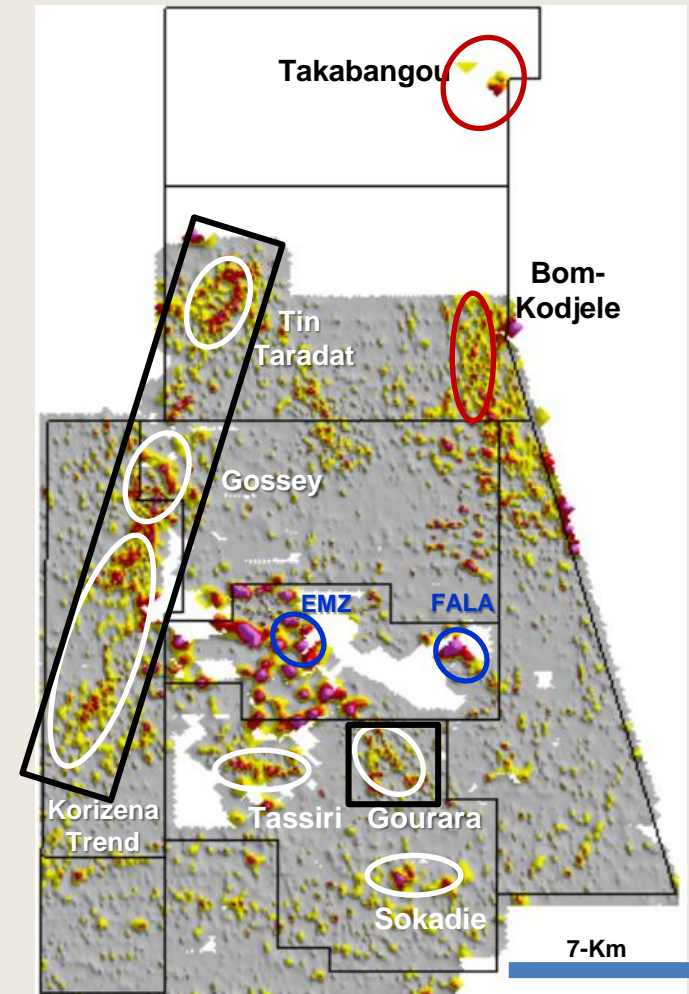 Takabangou
Bom-
Kodjele
Tin
Taradat
Gossey
EMZ
FALA
Korizena
Trend
Tassiri
Gourara
Sokadie
7-Km